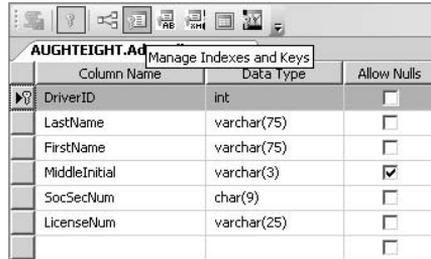 AUGHTEIGHT.Ad
Manage Indexes and Keys
Column Name Data Type Allow Nulls
DriverID int
LastName varchar(75)
FirstName varchar(75)
MiddleInitial varchar(3)
SocSecNum char(9)
LicenseNum varchar(25)